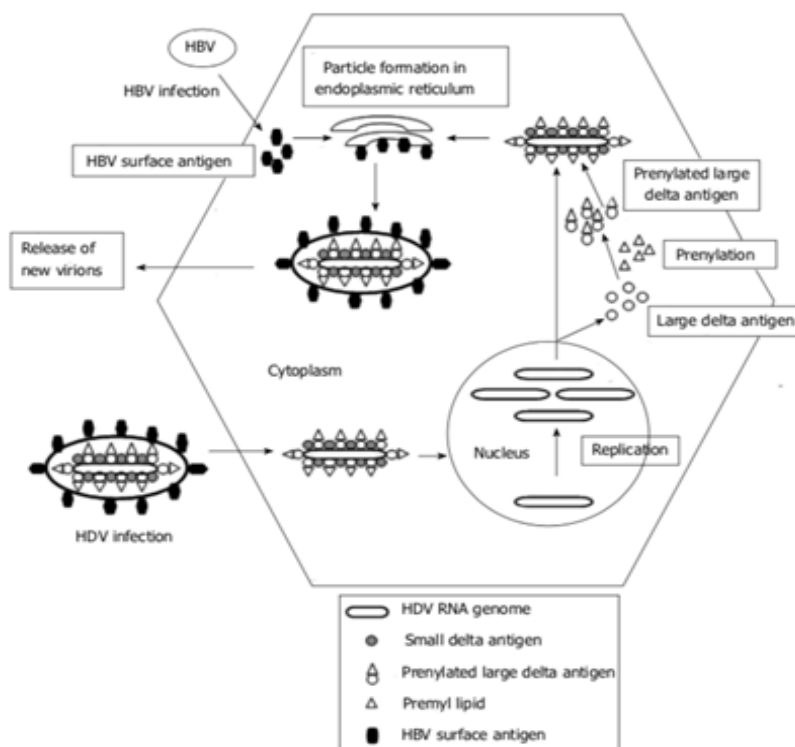 HBV
HBV infection
Particle formation in
endoplasmic reticulum
HBV surface antigen
Prenylated large
delta antigen
Release of
new virions
Prenylation
Large delta antigen
Cytoplasm
Nucleus
Replication
HDV infection
HDV RNA genome
Small delta antigen
Prenylated large delta antigen
Premyl lipid
HBV surface antigen